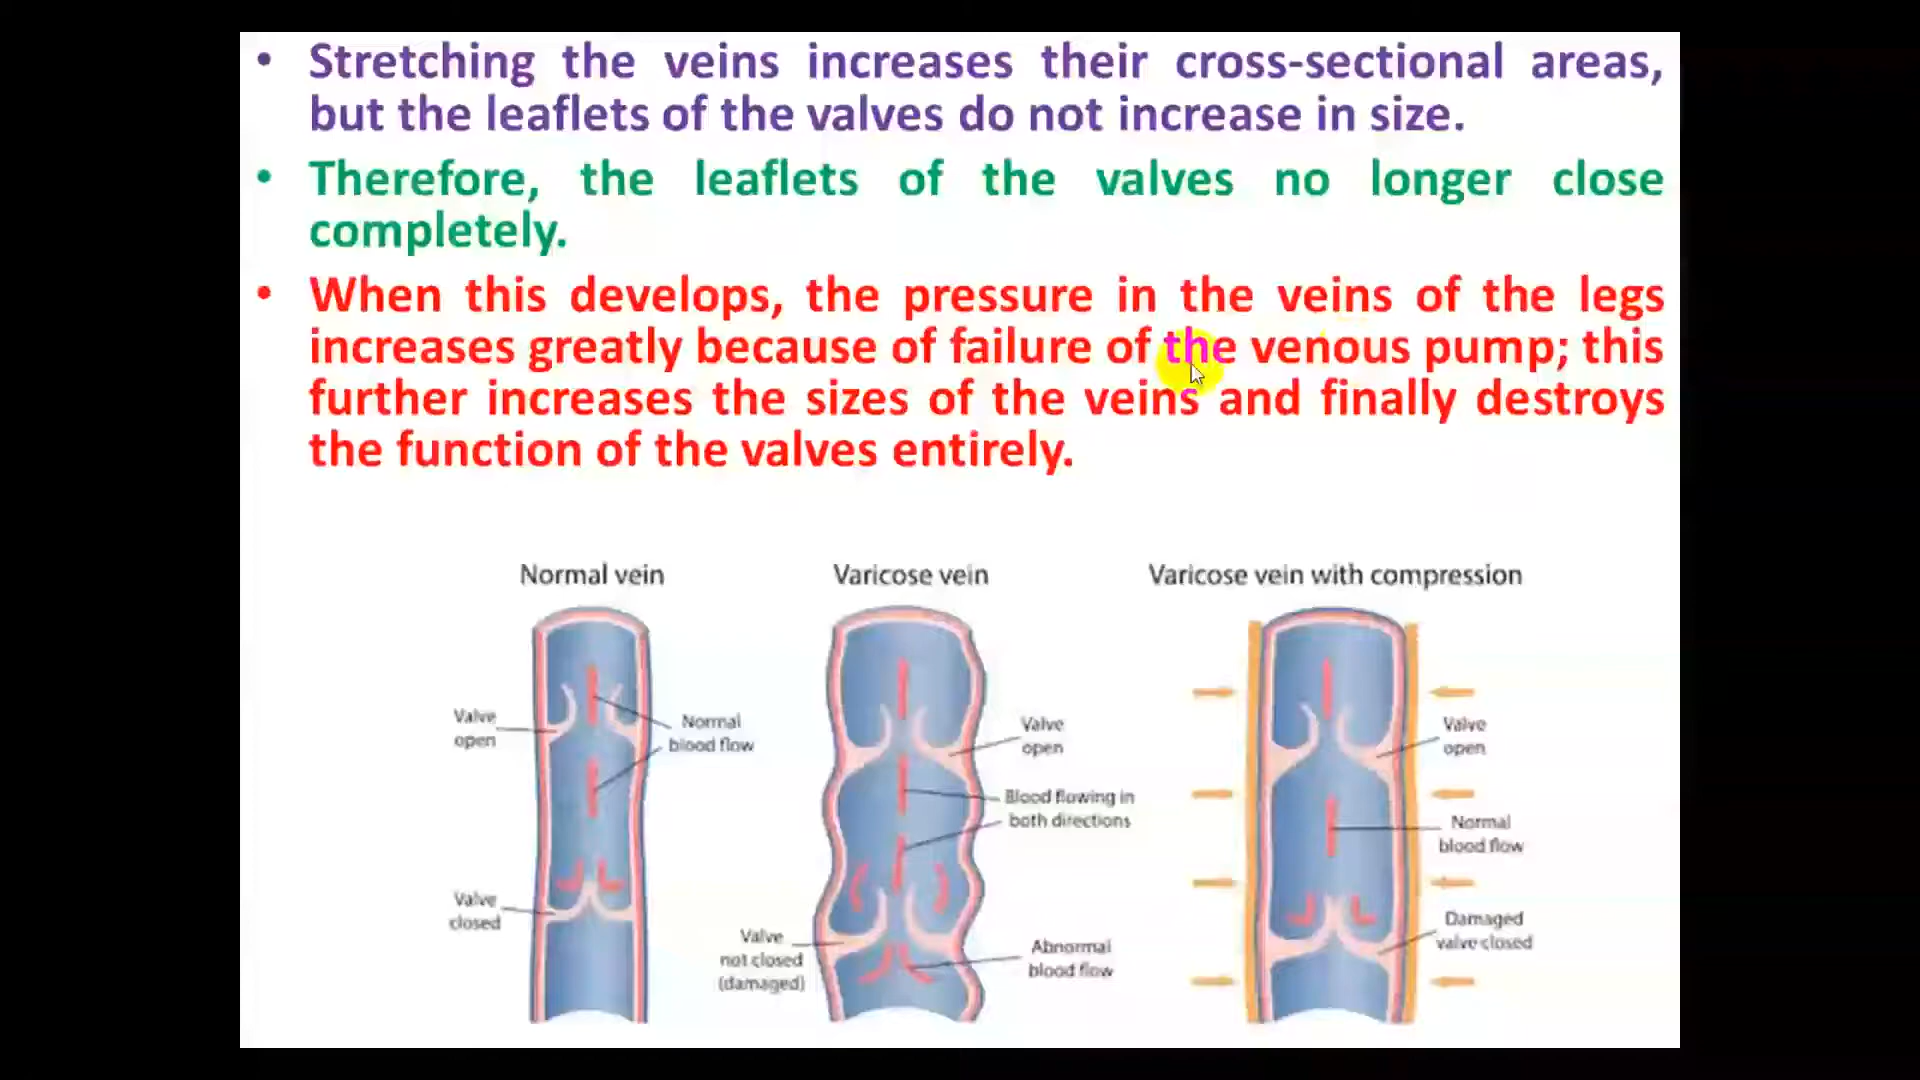 • Stretching the veins increases their cross-sectional areas,
but the leaflets of the valves do not increase in size.
• Therefore, the leaflets of the valves no longer close
completely.
• When this develops, the pressure in the veins of the legs
increases greatly because of failure of the venous pump; this
further increases the sizes of the veins and finally destroys
the function of the valves entirely.
Normal vein
Valve
open
Normal
blood flow
Valve
closed
Varicose vein
Valve
open
Blood flowing in
both directions
Valve
not closed
(damaged)
Abnormal
blood flow
Varicose vein with compression
Valve
open
Normal
blood flow
Damaged
valve closed